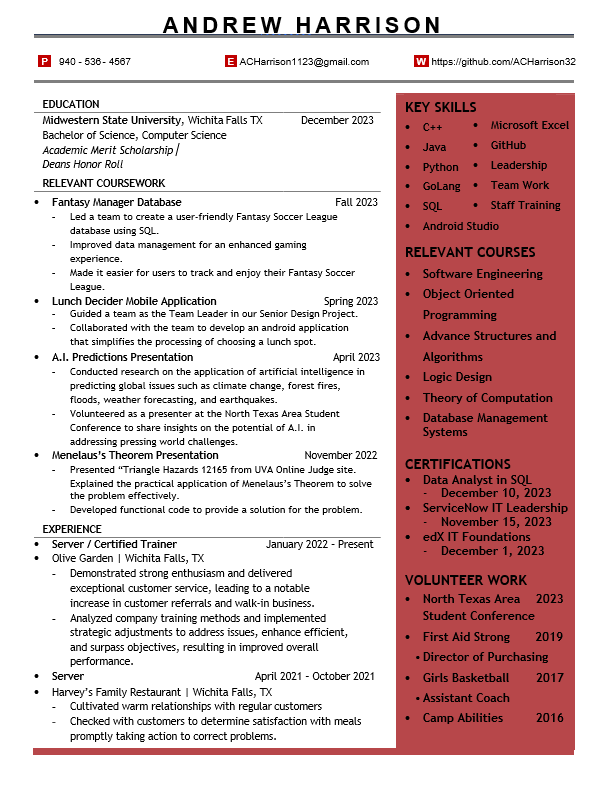 ANDREW HARRISON
P 940 - 536- 4567 E ACHarrison1123@gmail.com W https://github.com/ACHarrison32
EDUCATION
Midwestern State University, Wichita Falls TX December 2023
Bachelor of Science, Computer Science
Academic Merit Scholarship /
Deans Honor Roll
RELEVANT COURSEWORK
• Fantasy Manager Database Fall 2023
- Led a team to create a user-friendly Fantasy Soccer League
database using SQL.
- Improved data management for an enhanced gaming
experience.
- Made it easier for users to track and enjoy their Fantasy Soccer
League.
• Lunch Decider Mobile Application Spring 2023
- Guided a team as the Team Leader in our Senior Design Project.
- Collaborated with the team to develop an android application
that simplifies the processing of choosing a lunch spot.
• A.I. Predictions Presentation April 2023
- Conducted research on the application of artificial intelligence in
predicting global issues such as climate change, forest fires,
floods, weather forecasting, and earthquakes.
- Volunteered as a presenter at the North Texas Area Student
Conference to share insights on the potential of A.I. in
addressing pressing world challenges.
• Menelaus's Theorem Presentation November 2022
- Presented “Triangle Hazards 12165 from UVA Online Judge site.
Explained the practical application of Menelaus's Theorem to solve
the problem effectively.
- Developed functional code to provide a solution for the problem.
EXPERIENCE
• Server / Certified Trainer January 2022 – Present
• Olive Garden | Wichita Falls, TX
- Demonstrated strong enthusiasm and delivered
exceptional customer service, leading to a notable
increase in customer referrals and walk-in business.
- Analyzed company training methods and implemented
strategic adjustments to address issues, enhance efficient,
and surpass objectives, resulting in improved overall
performance.
• Server April 2021 – October 2021
• Harvey's Family Restaurant | Wichita Falls, TX
- Cultivated warm relationships with regular customers
- Checked with customers to determine satisfaction with meals
promptly taking action to correct problems.
KEY SKILLS
• C++ • Microsoft Excel
• Java • GitHub
• Python • Leadership
• GoLang • Team Work
• SQL • Staff Training
• Android Studio
RELEVANT COURSES
• Software Engineering
• Object Oriented
Programming
• Advance Structures and
Algorithms
• Logic Design
• Theory of Computation
• Database Management
Systems
CERTIFICATIONS
• Data Analyst in SQL
- December 10, 2023
• ServiceNow IT Leadership
- November 15, 2023
• edX IT Foundations
- December 1, 2023
VOLUNTEER WORK
• North Texas Area 2023
Student Conference
• First Aid Strong 2019
• Director of Purchasing
• Girls Basketball 2017
• Assistant Coach
• Camp Abilities 2016